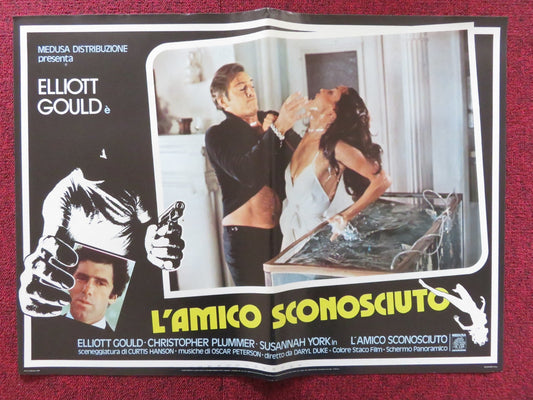 MEDUSA DISTRIBUZIONE
presenta
ELLIOTT
GOULD è
L'AMICO SCONOSCIUTO
ELLIOTT GOULD · CHRISTOPHER PLUMMER · SUSANNAH YORK in L'AMICO SCONOSCIUTO
sceneggiatura di CURTIS HANSON · musiche di OSCAR PETERSON · diretto da DARYL DUKE · Colore Staco Film · Schermo Panoramico
MEDUSA